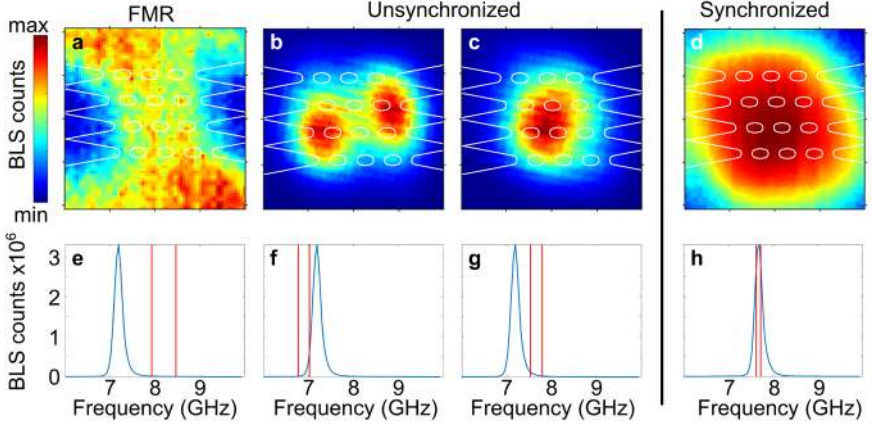 FMR Unsynchronized Synchronized
max
a b c d
BLS counts
min
e f g h
BLS counts x10⁶
3
2
1
0
7 8 9 7 8 9 7 8 9 7 8 9
Frequency (GHz) Frequency (GHz) Frequency (GHz) Frequency (GHz)